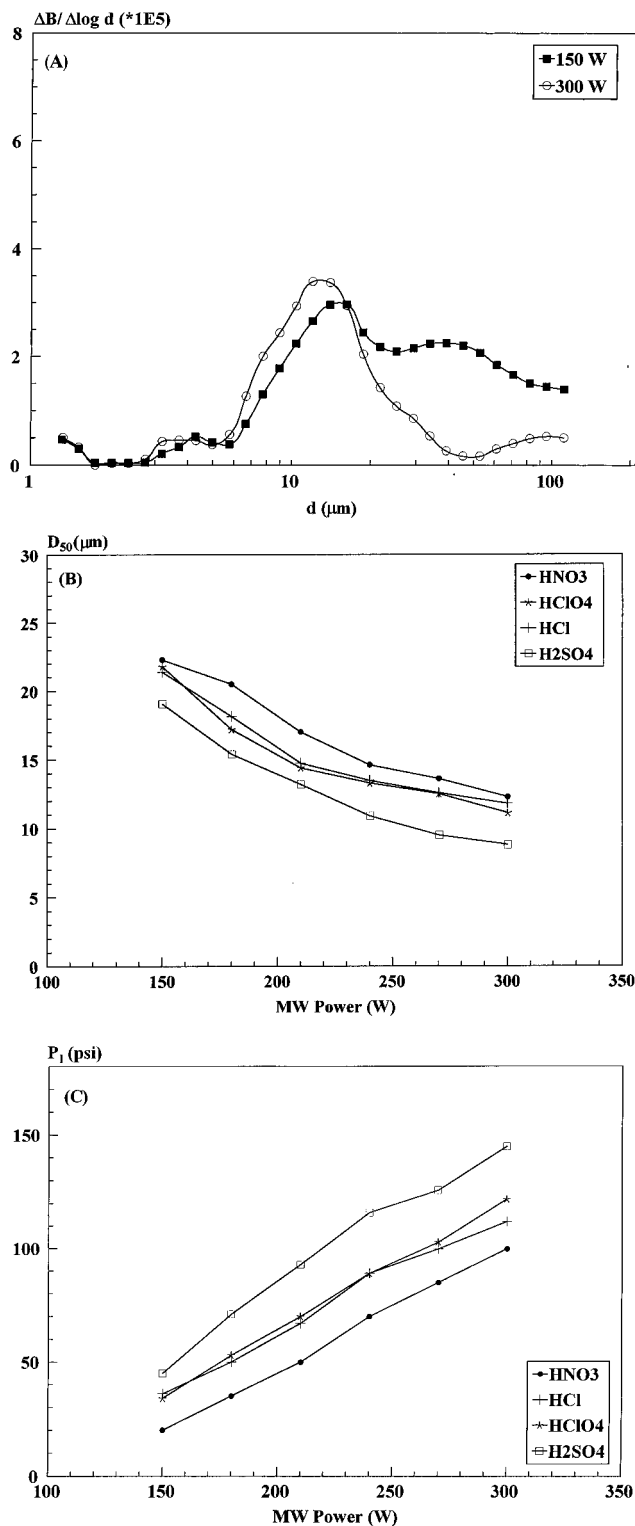 ΔB/Δlog d (*1E5)
8
(A)
150 W
300 W
6
4
2
0
1
10
100
d (μm)
D50(μm)
30
(B)
HNO3
HClO4
HCl
H2SO4
25
20
15
10
5
0
100
150
200
250
300
350
MW Power (W)
P1 (psi)
(C)
150
100
50
HNO3
HCl
HClO4
H2SO4
0
100
150
200
250
300
350
MW Power (W)